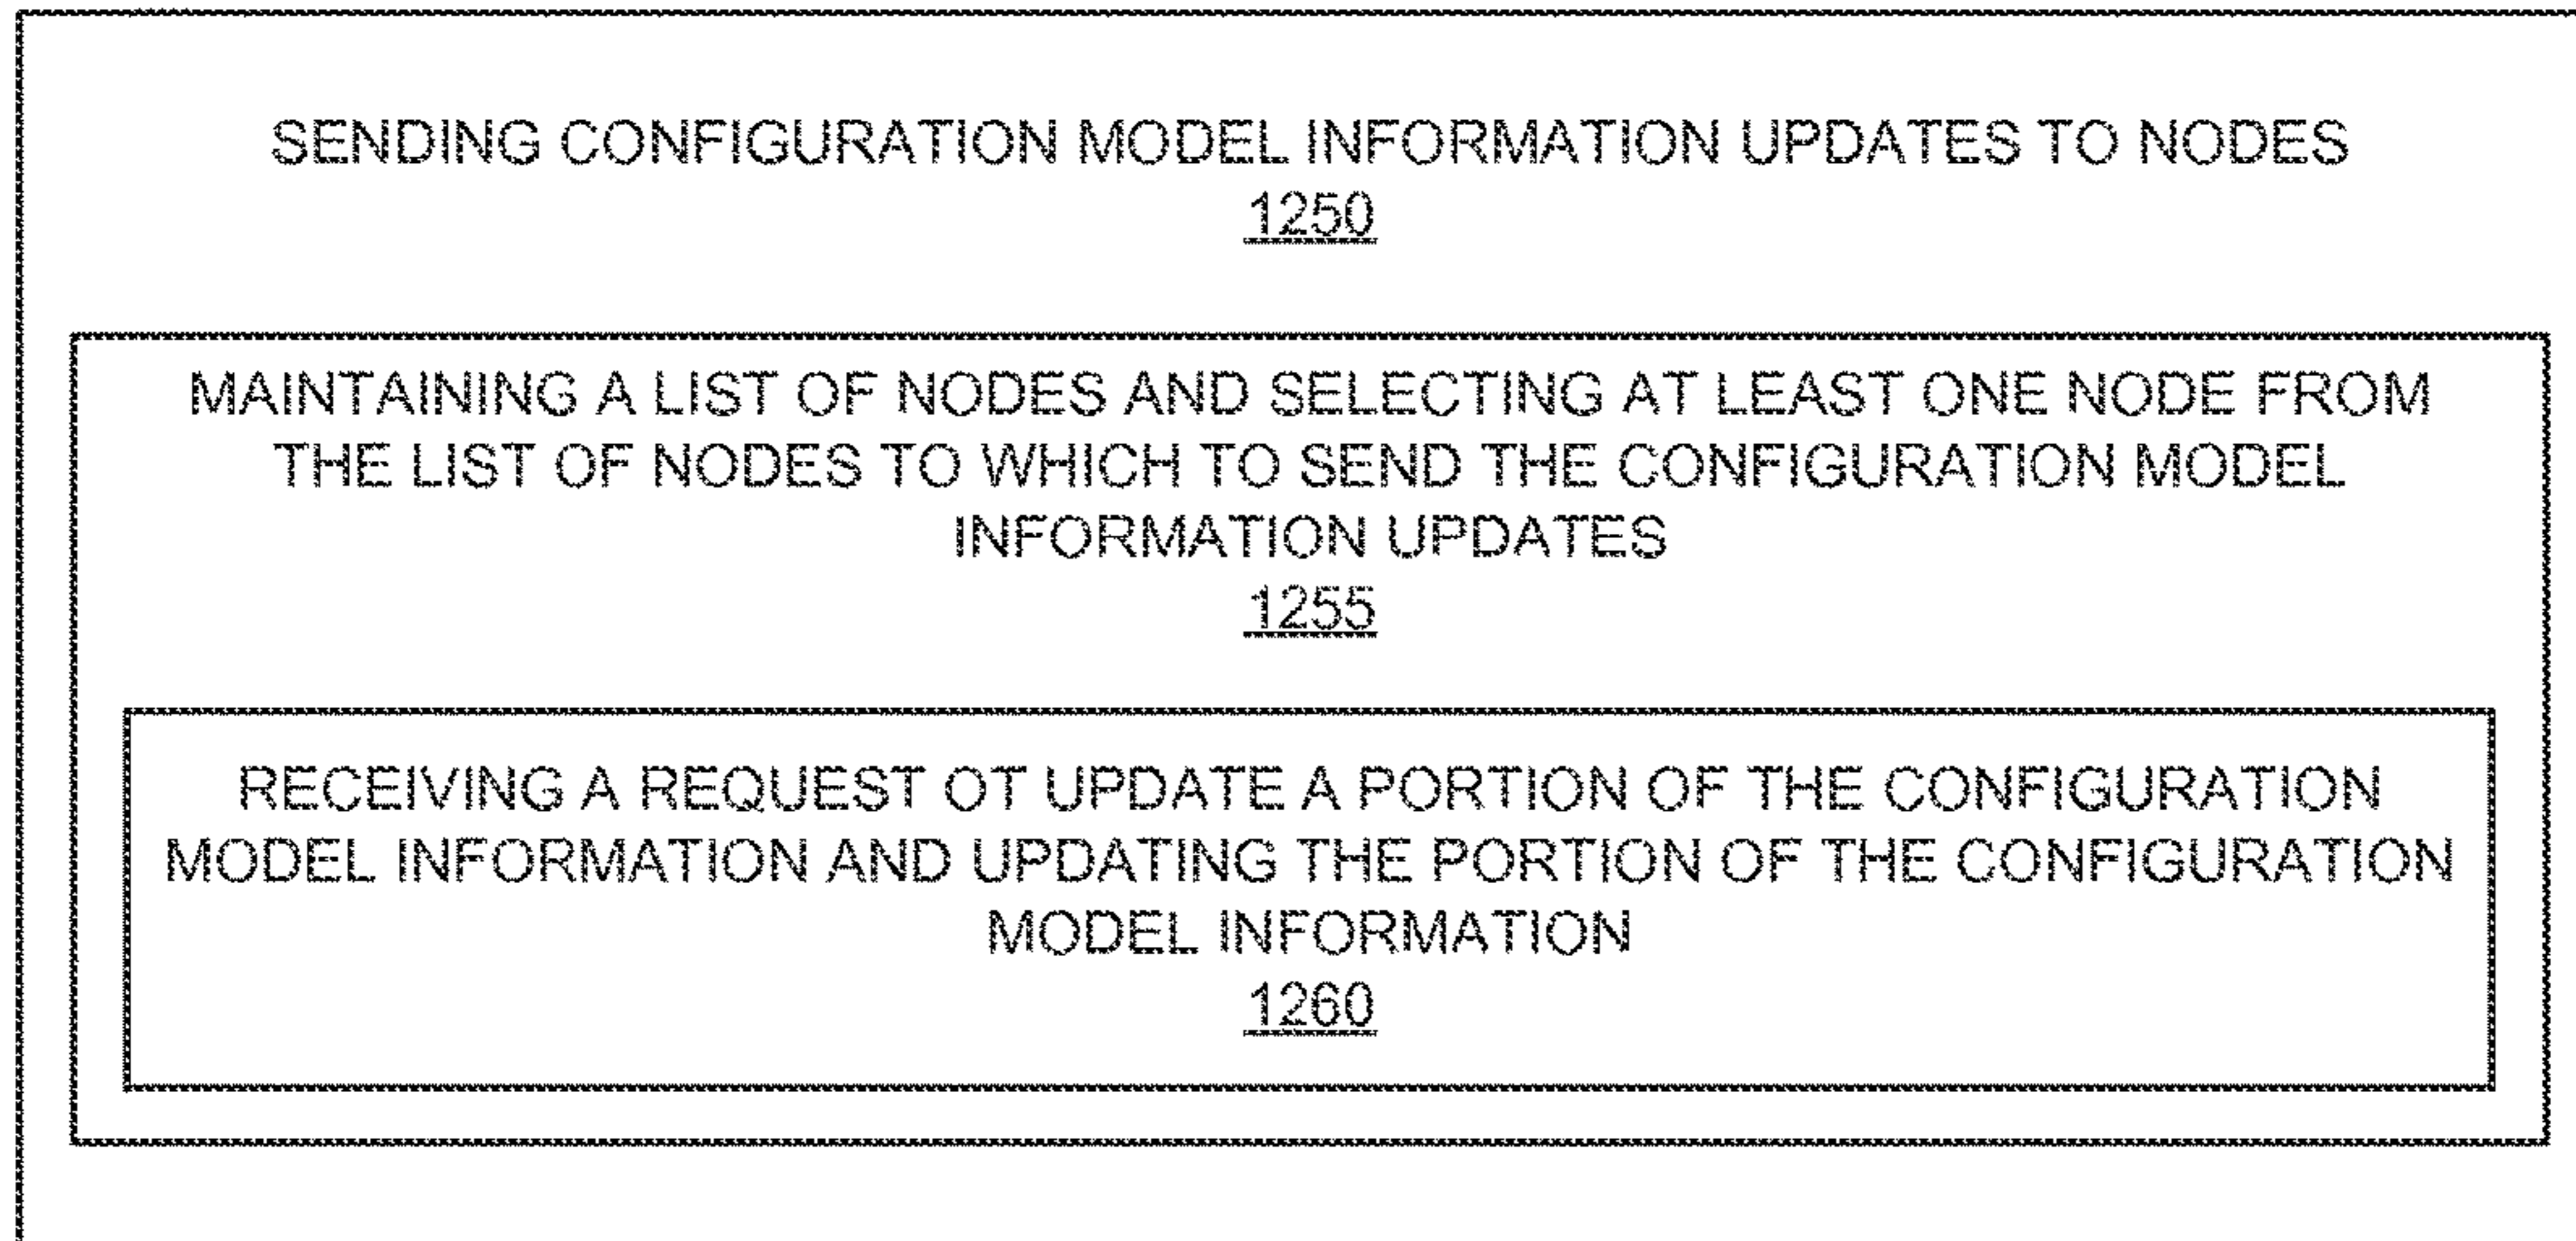 SENDING CONFIGURATION MODEL INFORMATION UPDATES TO NODES
1250
MAINTAINING A LIST OF NODES AND SELECTING AT LEAST ONE NODE FROM
THE LIST OF NODES TO WHICH TO SEND THE CONFIGURATION MODEL
INFORMATION UPDATES
1255
RECEIVING A REQUEST OT UPDATE A PORTION OF THE CONFIGURATION
MODEL INFORMATION AND UPDATING THE PORTION OF THE CONFIGURATION
MODEL INFORMATION
1260